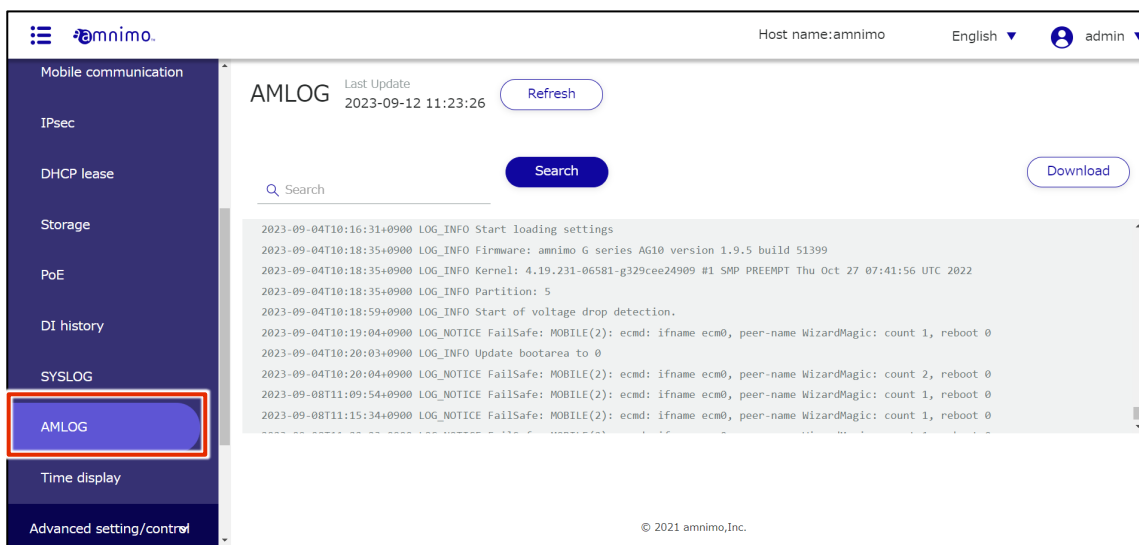 amnimo
Host name:amnimo
English
admin
Mobile communication
IPsec
DHCP lease
Storage
PoE
DI history
SYSLOG
AMLOG
Time display
Advanced setting/control
AMLOG
Last Update
2023-09-12 11:23:26
Refresh
Search
Search
Download
2023-09-04T10:16:31+0900 LOG_INFO Start loading settings
2023-09-04T10:18:35+0900 LOG_INFO Firmware: amnimo G series AG10 version 1.9.5 build 51399
2023-09-04T10:18:35+0900 LOG_INFO Kernel: 4.19.231-06581-g329cee24909 #1 SMP PREEMPT Thu Oct 27 07:41:56 UTC 2022
2023-09-04T10:18:35+0900 LOG_INFO Partition: 5
2023-09-04T10:18:59+0900 LOG_INFO Start of voltage drop detection.
2023-09-04T10:19:04+0900 LOG_NOTICE FailSafe: MOBILE(2): ecmd: ifname ecm0, peer-name WizardMagic: count 1, reboot 0
2023-09-04T10:20:03+0900 LOG_INFO Update bootarea to 0
2023-09-04T10:20:04+0900 LOG_NOTICE FailSafe: MOBILE(2): ecmd: ifname ecm0, peer-name WizardMagic: count 2, reboot 0
2023-09-08T11:09:54+0900 LOG_NOTICE FailSafe: MOBILE(2): ecmd: ifname ecm0, peer-name WizardMagic: count 1, reboot 0
2023-09-08T11:15:34+0900 LOG_NOTICE FailSafe: MOBILE(2): ecmd: ifname ecm0, peer-name WizardMagic: count 1, reboot 0
© 2021 amnimo,Inc.